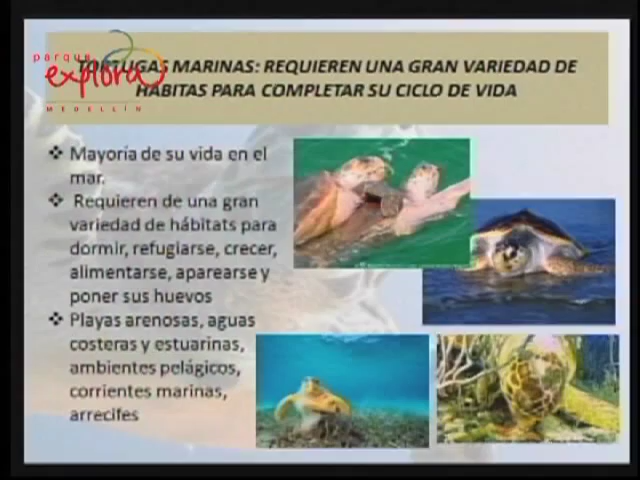 parque
explora
MEDELLÍN
TORTUGAS MARINAS: REQUIEREN UNA GRAN VARIEDAD DE
HÁBITAS PARA COMPLETAR SU CICLO DE VIDA
❖ Mayoría de su vida en el
mar.
❖ Requieren de una gran
variedad de hábitats para
dormir, refugiarse, crecer,
alimentarse, aparearse y
poner sus huevos
❖ Playas arenosas, aguas
costeras y estuarinas,
ambientes pelágicos,
corrientes marinas,
arrecifes